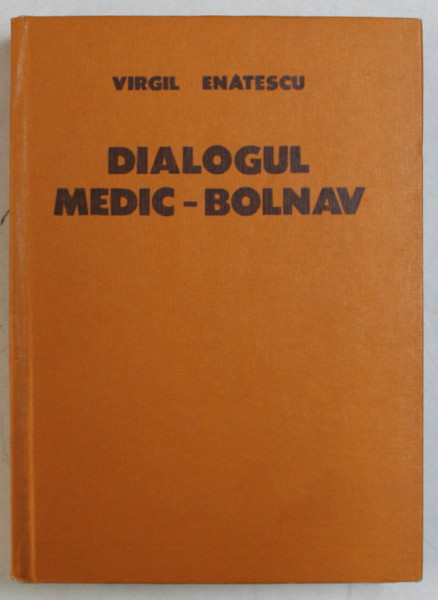 VIRGIL ENATESCU
DIALOGUL
MEDIC - BOLNAV